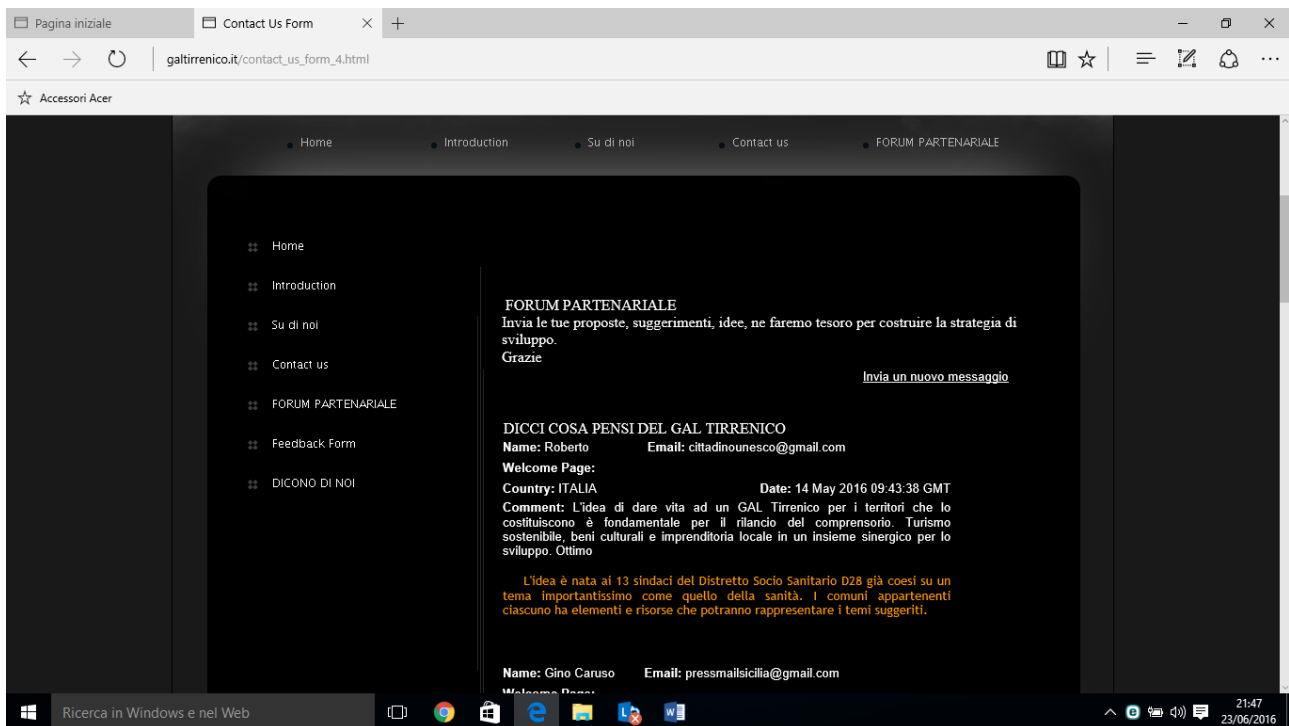 Pagina iniziale
Contact Us Form
galtirrenico.it/contact_us_form_4.html
Accessori Acer
Home
Introduction
Su di noi
Contact us
FORUM PARTENARIALE
Home
Introduction
Su di noi
Contact us
FORUM PARTENARIALE
Feedback Form
DICONO DI NOI
FORUM PARTENARIALE
Invia le tue proposte, suggerimenti, idee, ne faremo tesoro per costruire la strategia di
sviluppo.
Grazie
Invia un nuovo messaggio
DICCI COSA PENSI DEL GAL TIRRENICO
Name: Roberto Email: cittadinounesco@gmail.com
Welcome Page:
Country: ITALIA Date: 14 May 2016 09:43:38 GMT
Comment: L'idea di dare vita ad un GAL Tirrenico per i territori che lo
costituiscono è fondamentale per il rilancio del comprensorio. Turismo
sostenibile, beni culturali e imprenditoria locale in un insieme sinergico per lo
sviluppo. Ottimo
L'idea è nata ai 13 sindaci del Distretto Socio Sanitario D28 già coesi su un
tema importantissimo come quello della sanità. I comuni appartenenti
ciascuno ha elementi e risorse che potranno rappresentare i temi suggeriti.
Name: Gino Caruso Email: pressmailsicilia@gmail.com
Welcome Page:
Ricerca in Windows e nel Web
21:47
23/06/2016